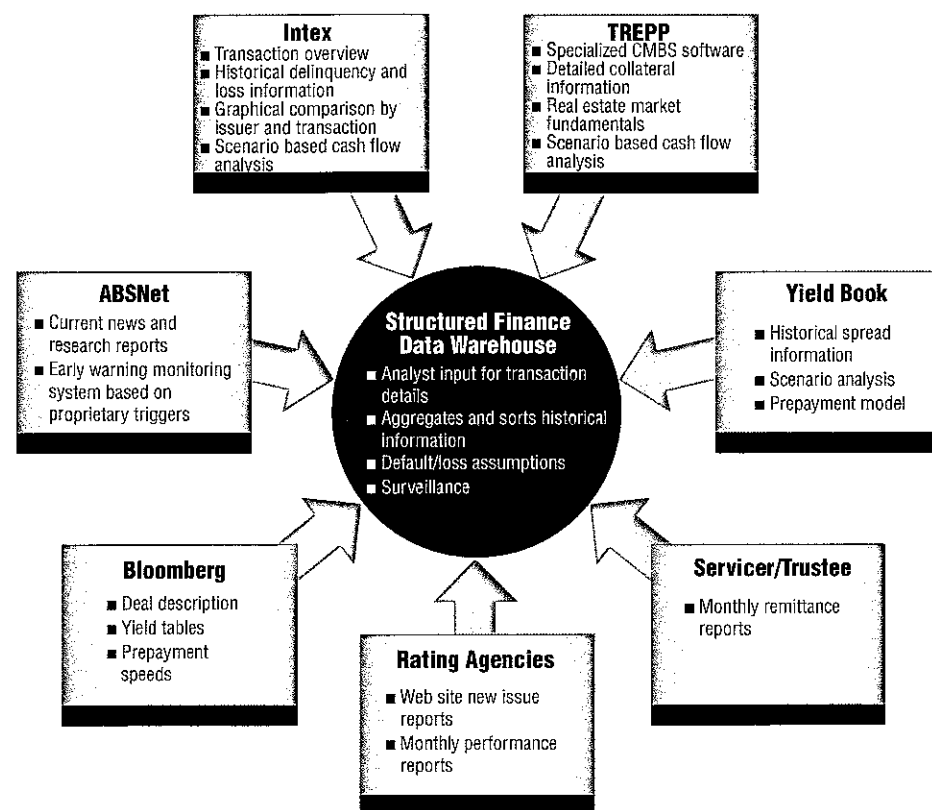 Intex
■ Transaction overview
■ Historical delinquency and
loss information
■ Graphical comparison by
issuer and transaction
■ Scenario based cash flow
analysis
TREPP
■ Specialized CMBS software
■ Detailed collateral
information
■ Real estate market
fundamentals
■ Scenario based cash flow
analysis
ABSNet
■ Current news and
research reports
■ Early warning monitoring
system based on
proprietary triggers
Structured Finance
Data Warehouse
■ Analyst input for transaction
details
■ Aggregates and sorts historical
information
■ Default/loss assumptions
■ Surveillance
Yield Book
■ Historical spread
information
■ Scenario analysis
■ Prepayment model
Bloomberg
■ Deal description
■ Yield tables
■ Prepayment
speeds
Rating Agencies
■ Web site new issue
reports
■ Monthly performance
reports
Servicer/Trustee
■ Monthly remittance
reports